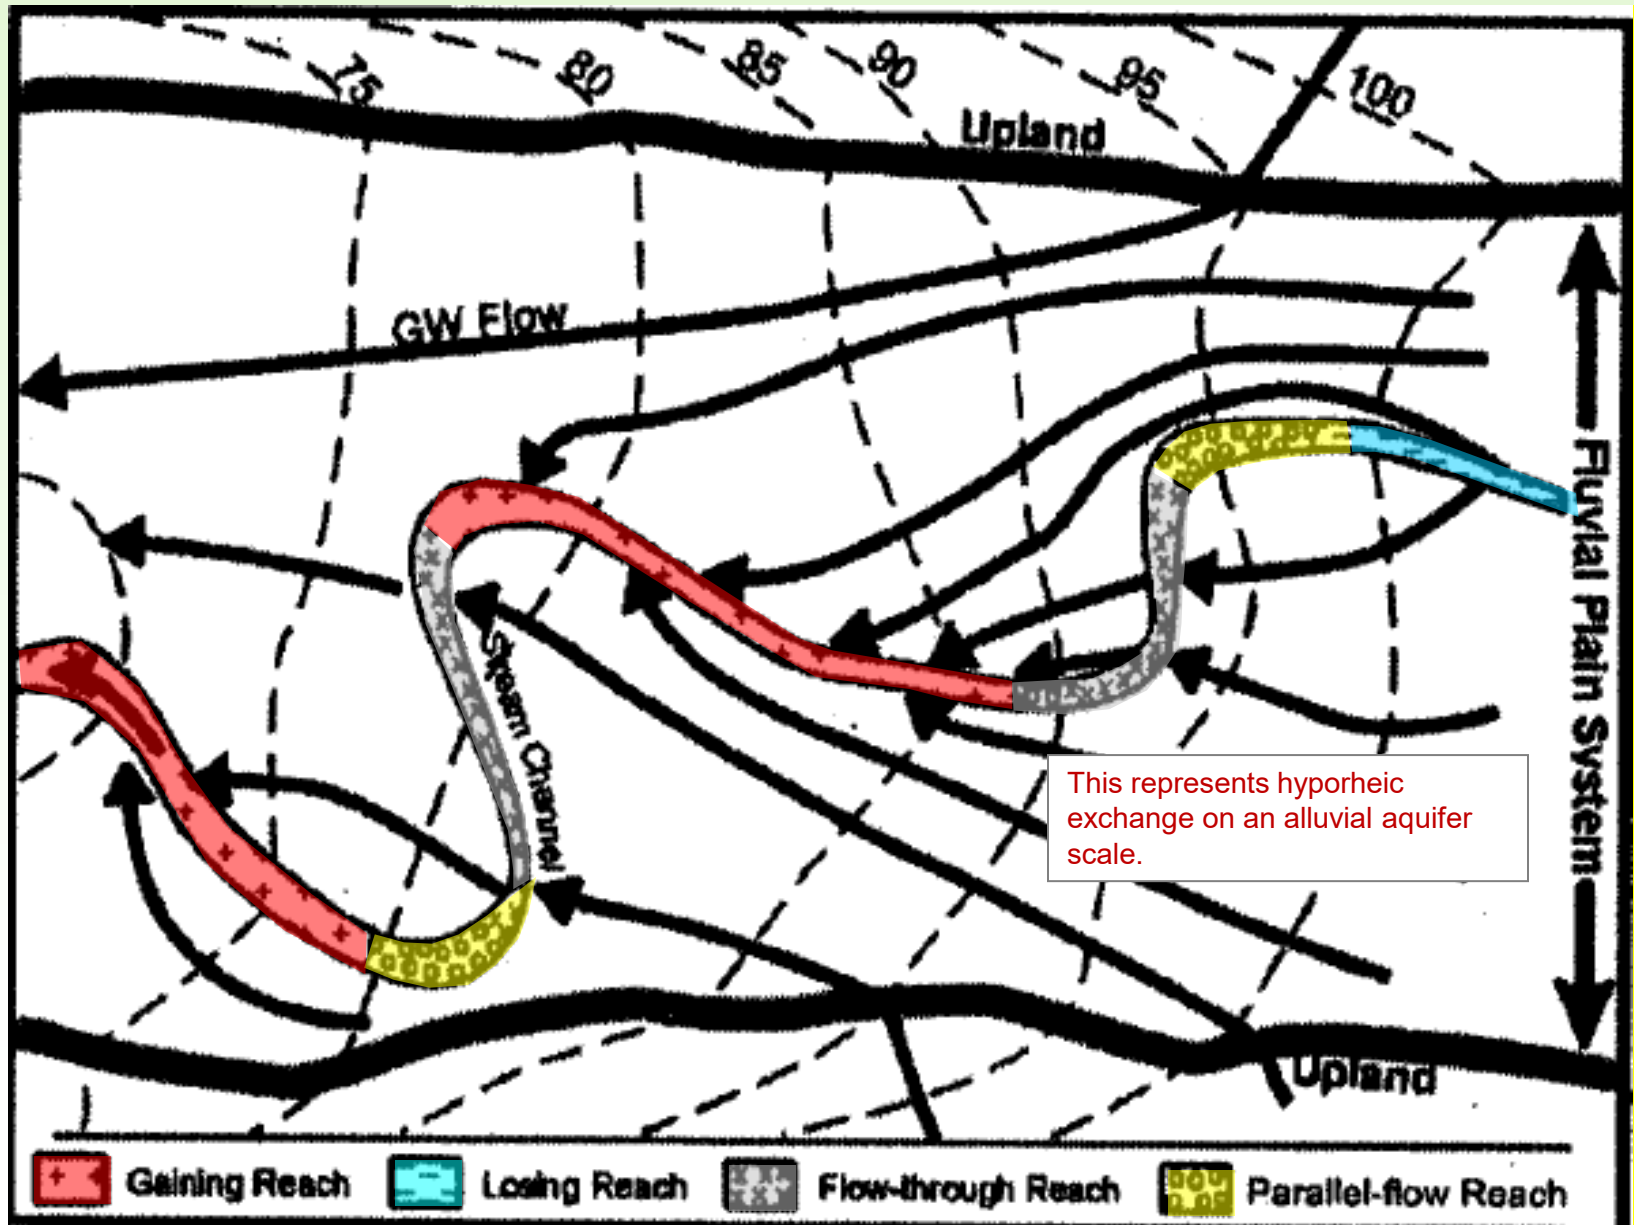 75
80
85
90
95
100
Upland
GW Flow
Fluvial Plain System
Stream Channel
This represents hyporheic
exchange on an alluvial aquifer
scale.
Upland
Gaining Reach
Losing Reach
Flow-through Reach
Parallel-flow Reach